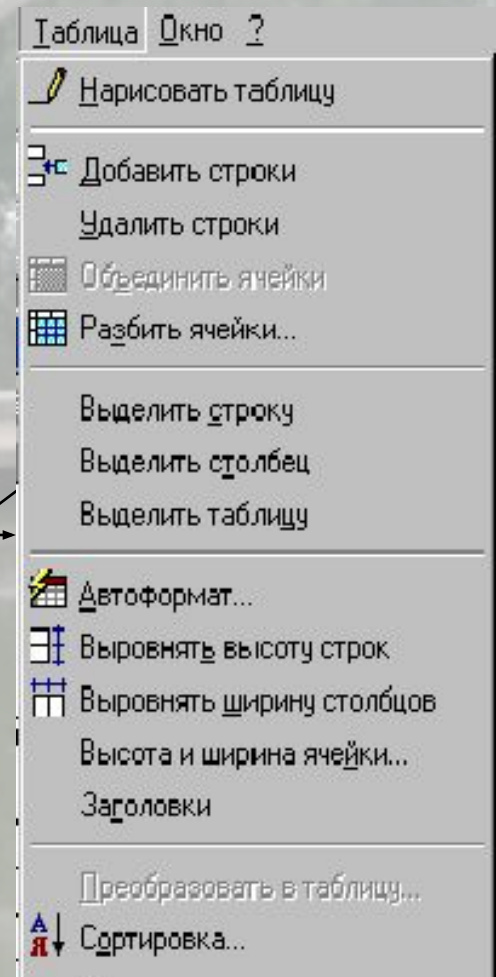 Таблица Окно ?
Нарисовать таблицу
Добавить строки
Удалить строки
Объединить ячейки
Разбить ячейки...
Выделить строку
Выделить столбец
Выделить таблицу
Автоформат...
Выровнять высоту строк
Выровнять ширину столбцов
Высота и ширина ячейки...
Заголовки
Преобразовать в таблицу...
Сортировка...